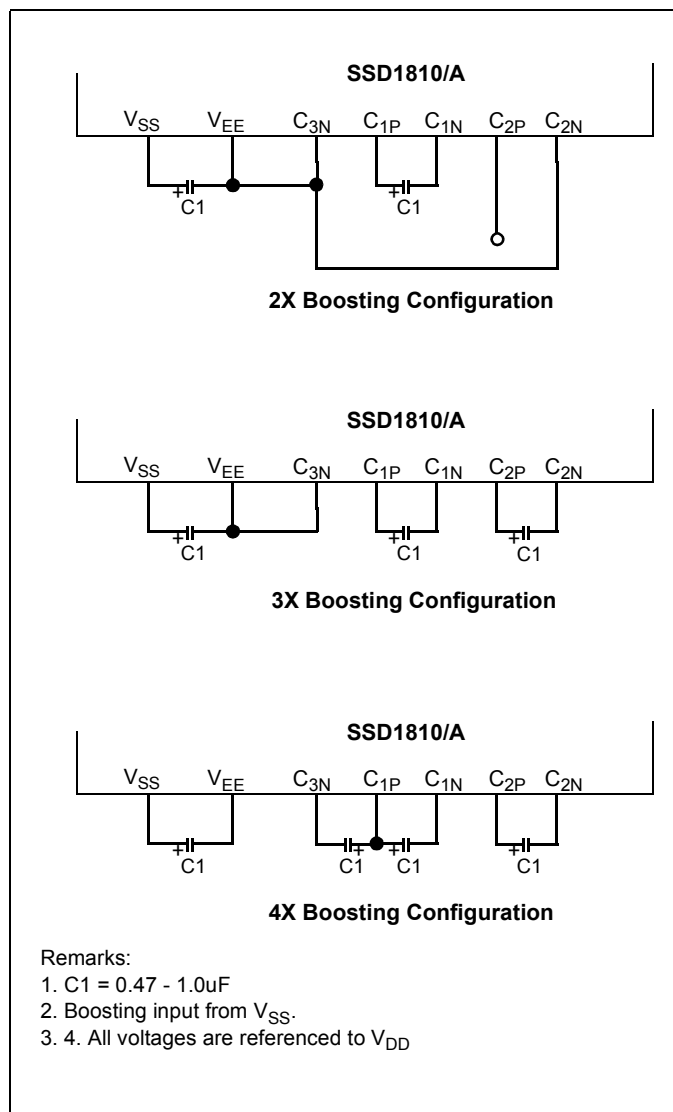 SSD1810/A
VSS VEE C3N C1P C1N C2P C2N
+ C1 + C1
2X Boosting Configuration
SSD1810/A
VSS VEE C3N C1P C1N C2P C2N
+ C1 + C1 + C1
3X Boosting Configuration
SSD1810/A
VSS VEE C3N C1P C1N C2P C2N
+ C1 C1 + + C1 + C1
4X Boosting Configuration
Remarks:
1. C1 = 0.47 - 1.0uF
2. Boosting input from VSS.
3. 4. All voltages are referenced to VDD